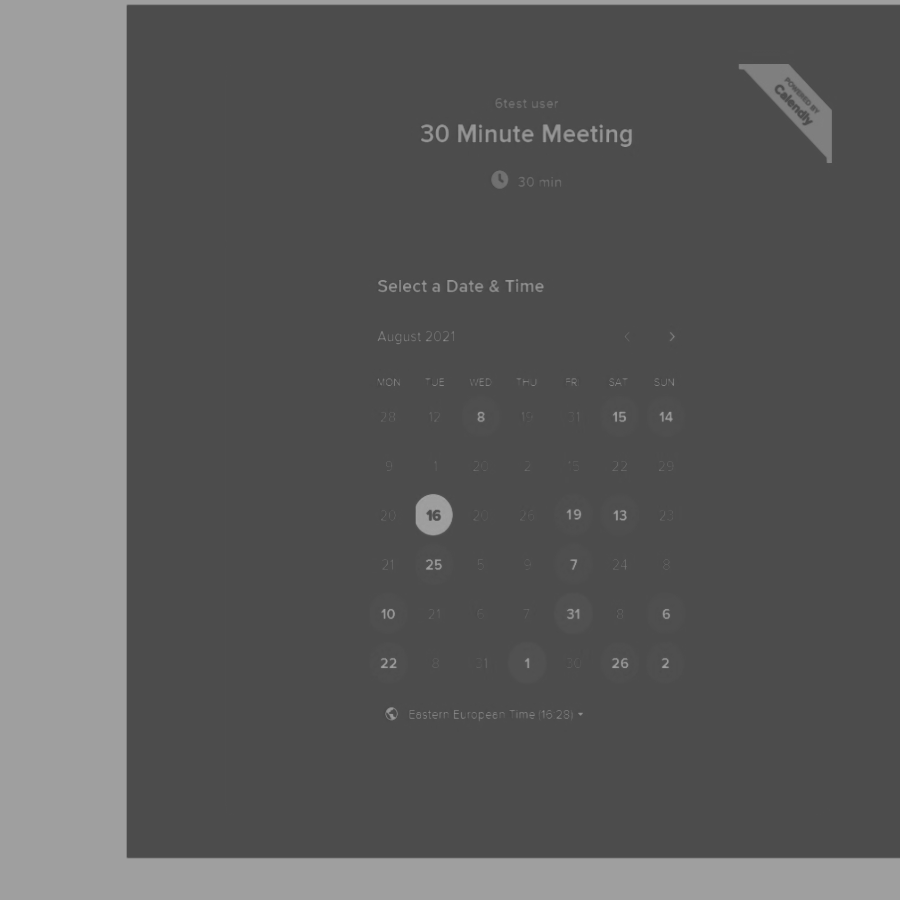 POWERED BY
Calendly
6test user
30 Minute Meeting
30 min
Select a Date & Time
August 2021
MON TUE WED THU FRI SAT SUN
28 12 8 13 31 15 14
9 1 20 2 15 22 29
20 16 20 26 19 13 23
21 25 5 9 7 24 8
10 21 6 7 31 8 6
22 8 31 1 30 26 2
Eastern European Time (16:28)